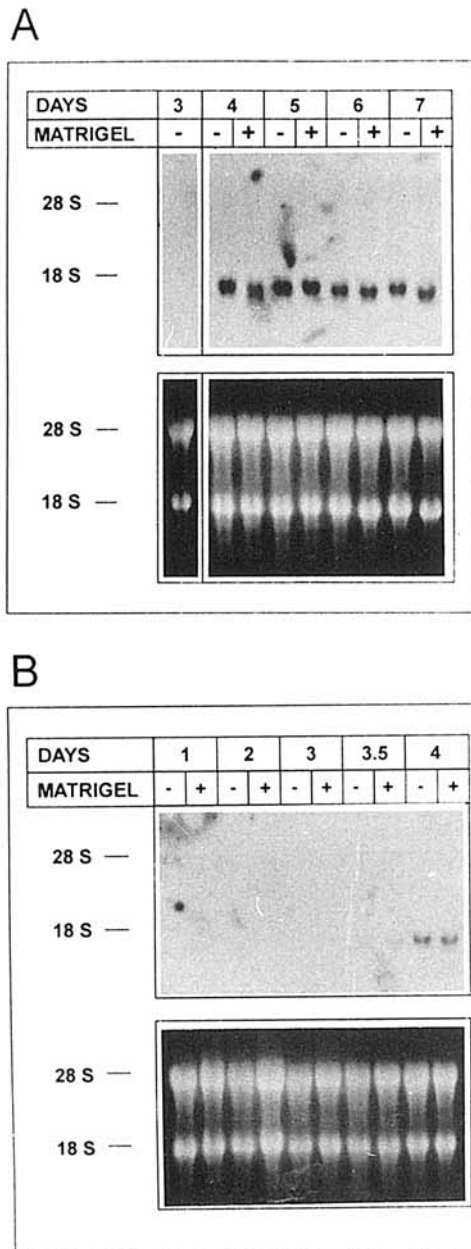 A
DAYS 3 4 5 6 7
MATRIGEL - - + - + - + - +
28 S —
18 S —
28 S —
18 S —
B
DAYS 1 2 3 3.5 4
MATRIGEL - + - + - + - + - +
28 S —
18 S —
28 S —
18 S —